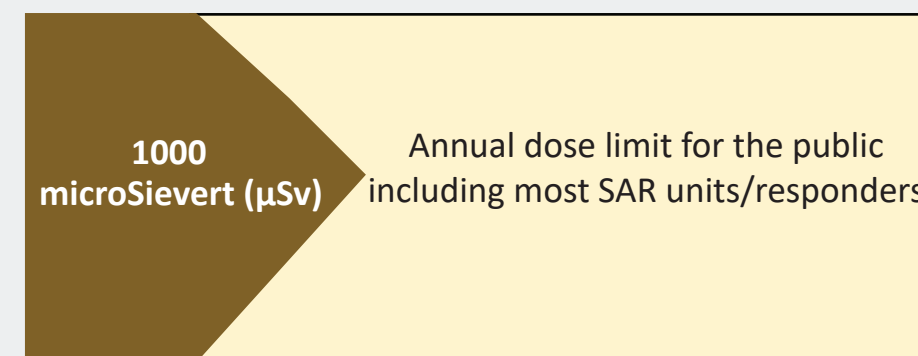 1000
microSievert (µSv)
Annual dose limit for the public
including most SAR units/responders